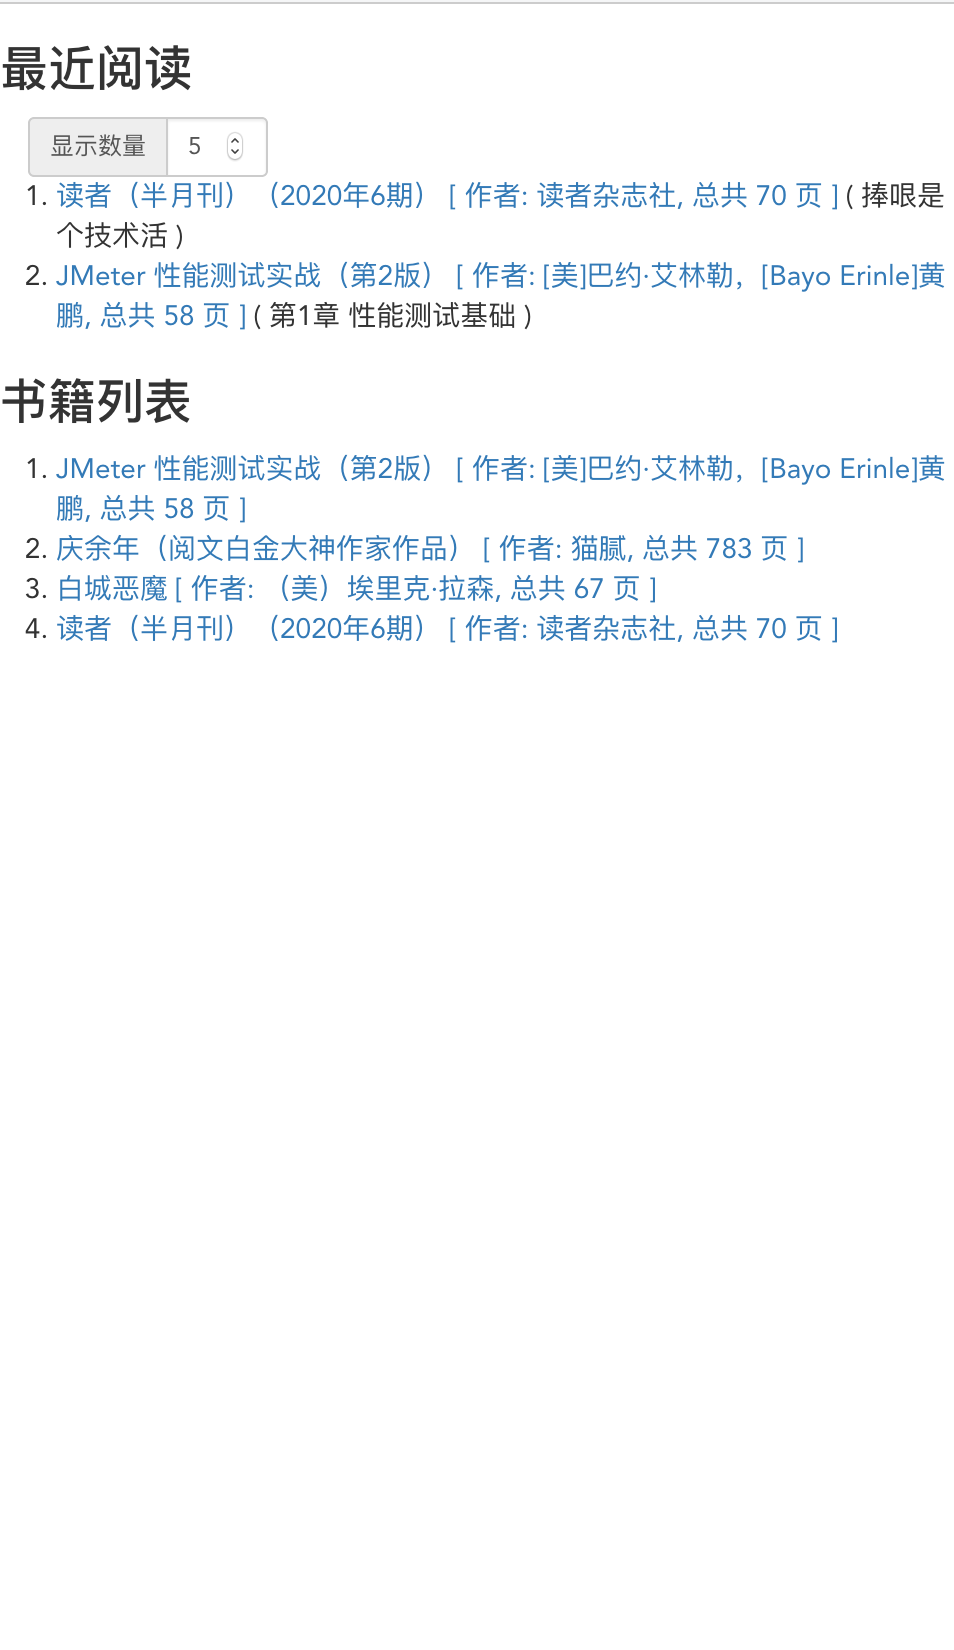 最近阅读
显示数量 5
1. 读者（半月刊）（2020年6期） [ 作者: 读者杂志社, 总共 70 页 ] ( 捧哏是
个技术活 )
2. JMeter 性能测试实战（第2版） [ 作者: [美]巴约·艾林勒，[Bayo Erinle]黄
鹏, 总共 58 页 ] ( 第1章 性能测试基础 )
书籍列表
1. JMeter 性能测试实战（第2版） [ 作者: [美]巴约·艾林勒，[Bayo Erinle]黄
鹏, 总共 58 页 ]
2. 庆余年（阅文白金大神作家作品） [ 作者: 猫腻, 总共 783 页 ]
3. 白城恶魔 [ 作者: （美）埃里克·拉森, 总共 67 页 ]
4. 读者（半月刊）（2020年6期） [ 作者: 读者杂志社, 总共 70 页 ]